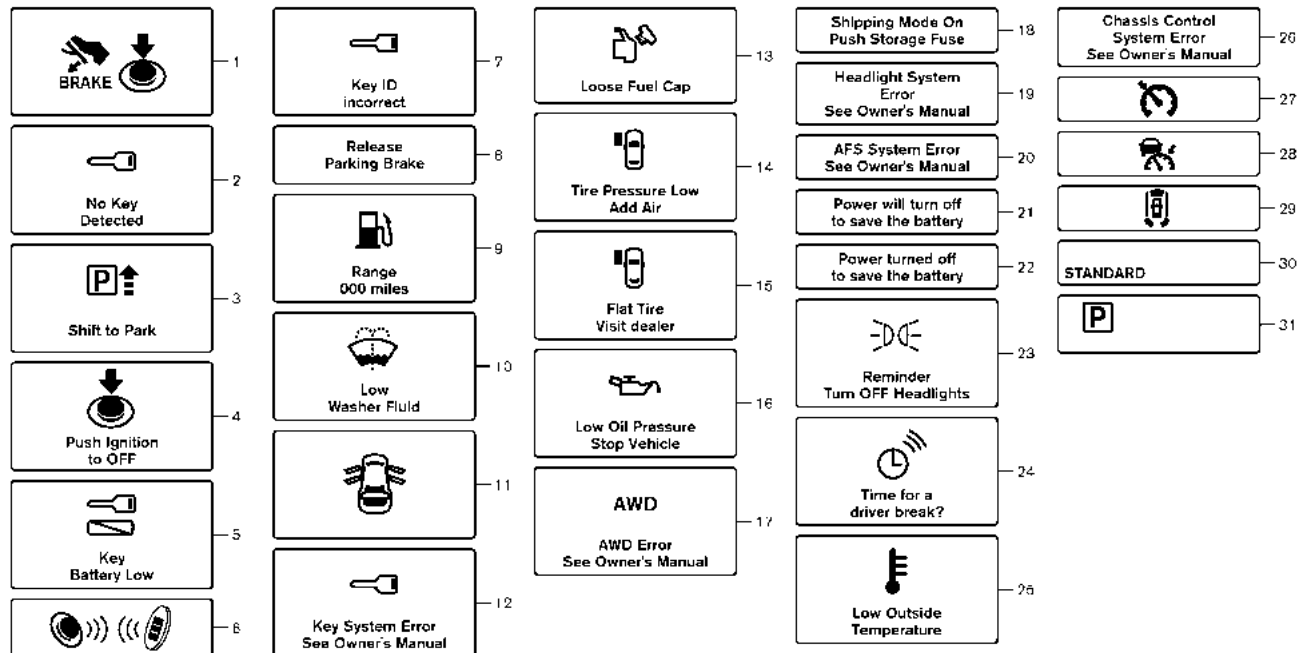 BRAKE
1
No Key
Detected
2
P
Shift to Park
3
Push Ignition
to OFF
4
Key
Battery Low
5
6
Key ID
incorrect
7
Release
Parking Brake
8
Range
000 miles
9
Low
Washer Fluid
10
11
Key System Error
See Owner's Manual
12
Loose Fuel Cap
13
Tire Pressure Low
Add Air
14
Flat Tire
Visit dealer
15
Low Oil Pressure
Stop Vehicle
16
AWD
AWD Error
See Owner's Manual
17
Shipping Mode On
Push Storage Fuse
18
Headlight System
Error
See Owner's Manual
19
AFS System Error
See Owner's Manual
20
Power will turn off
to save the battery
21
Power turned off
to save the battery
22
Reminder
Turn OFF Headlights
23
Time for a
driver break?
24
Low Outside
Temperature
25
Chassis Control
System Error
See Owner's Manual
26
27
28
29
STANDARD
30
P
31